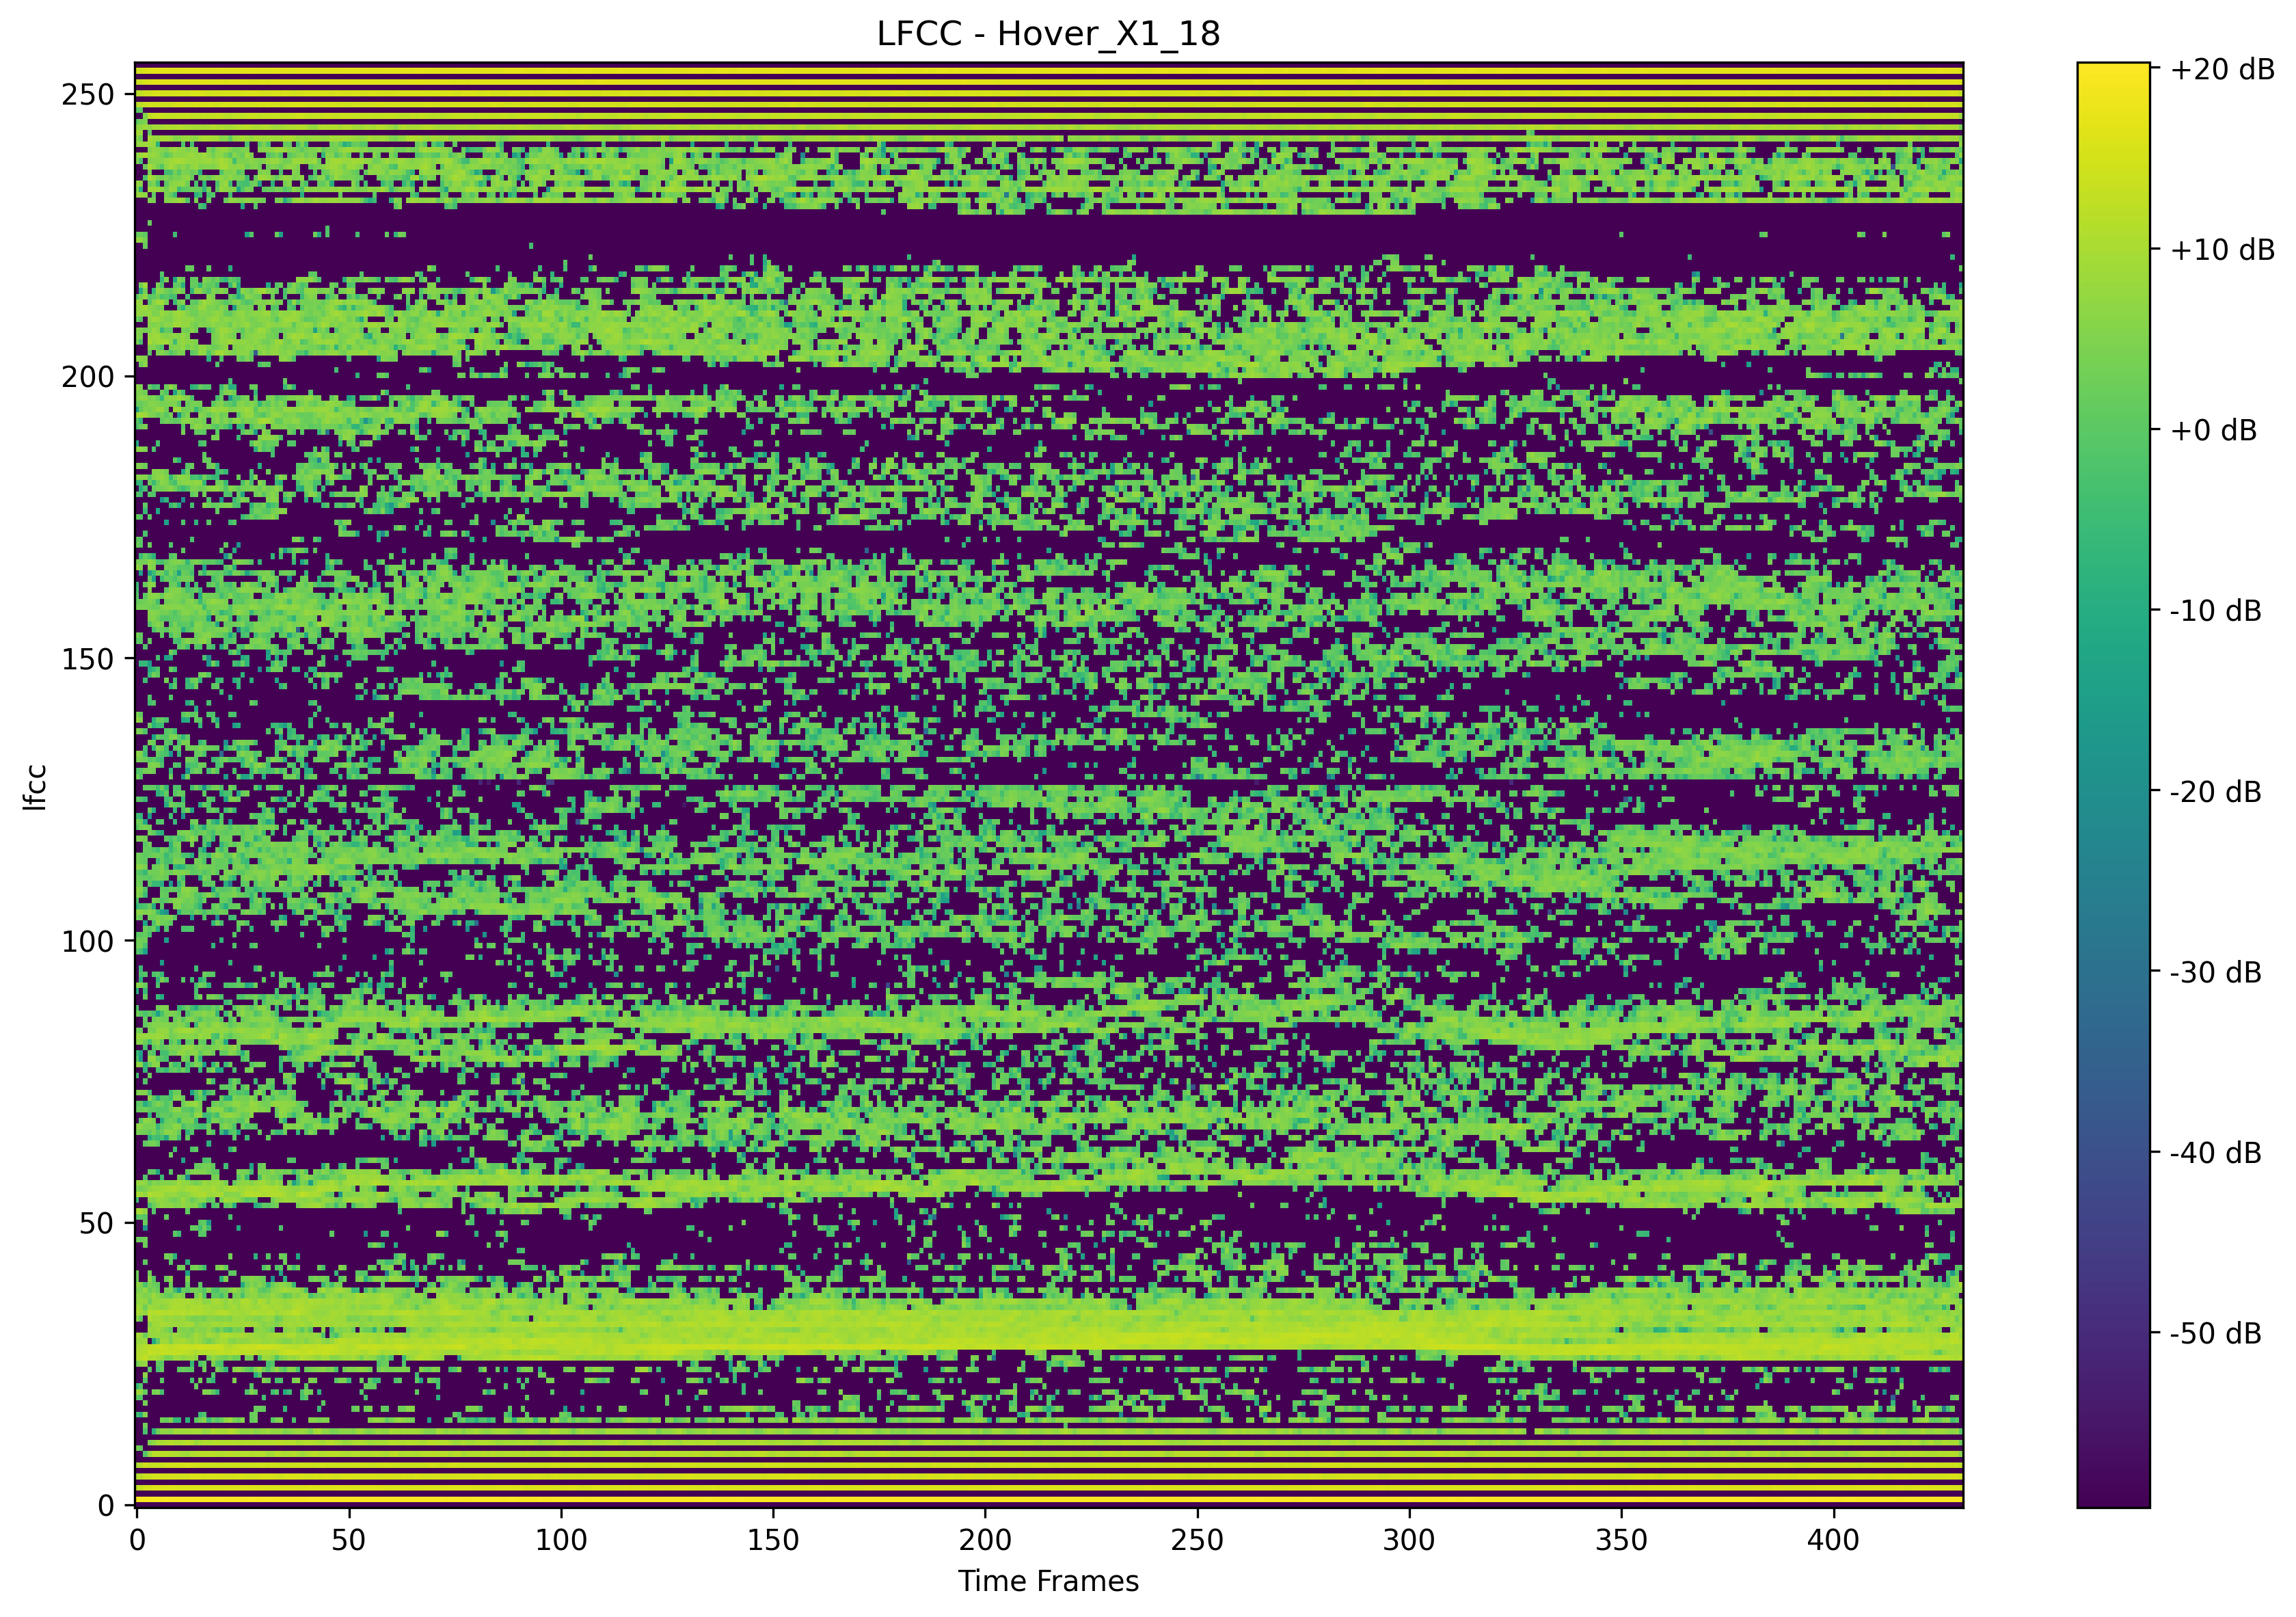 LFCC - Hover_X1_18
250
200
150
100
50
0
lfcc
0 50 100 150 200 250 300 350 400
Time Frames
+20 dB
+10 dB
+0 dB
-10 dB
-20 dB
-30 dB
-40 dB
-50 dB